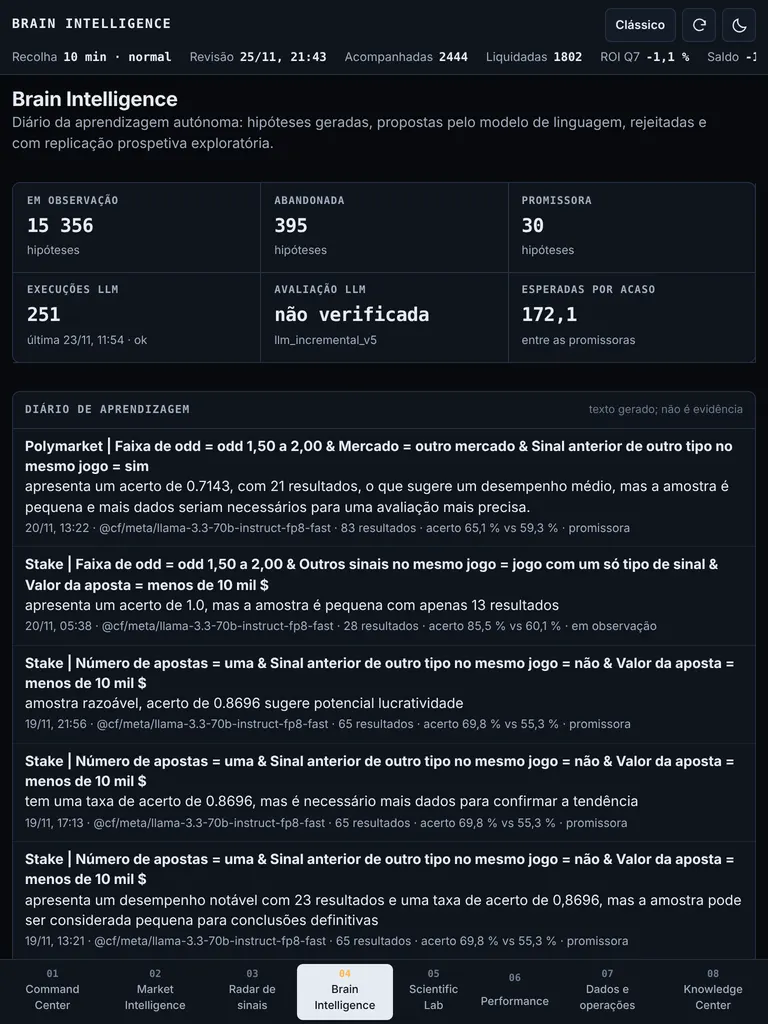 BRAIN INTELLIGENCE
Clássico
Recolha 10 min · normal Revisão 25/11, 21:43 Acompanhadas 2444 Liquidadas 1802 ROI Q7 -1,1 % Saldo
Brain Intelligence
Diário da aprendizagem autónoma: hipóteses geradas, propostas pelo modelo de linguagem, rejeitadas e
com replicação prospetiva exploratória.
EM OBSERVAÇÃO
15 356
hipóteses
ABANDONADA
395
hipóteses
PROMISSORA
30
hipóteses
EXECUÇÕES LLM
251
última 23/11, 11:54 · ok
AVALIAÇÃO LLM
não verificada
llm_incremental_v5
ESPERADAS POR ACASO
172,1
entre as promissoras
DIÁRIO DE APRENDIZAGEM
texto gerado; não é evidência
Polymarket | Faixa de odd = odd 1,50 a 2,00 & Mercado = outro mercado & Sinal anterior de outro tipo no
mesmo jogo = sim
apresenta um acerto de 0.7143, com 21 resultados, o que sugere um desempenho médio, mas a amostra é
pequena e mais dados seriam necessários para uma avaliação mais precisa.
20/11, 13:22 · @cf/meta/llama-3.3-70b-instruct-fp8-fast · 83 resultados · acerto 65,1 % vs 59,3 % · promissora
Stake | Faixa de odd = odd 1,50 a 2,00 & Outros sinais no mesmo jogo = jogo com um só tipo de sinal &
Valor da aposta = menos de 10 mil $
apresenta um acerto de 1.0, mas a amostra é pequena com apenas 13 resultados
20/11, 05:38 · @cf/meta/llama-3.3-70b-instruct-fp8-fast · 28 resultados · acerto 85,5 % vs 60,1 % · em observação
Stake | Número de apostas = uma & Sinal anterior de outro tipo no mesmo jogo = não & Valor da aposta =
menos de 10 mil $
amostra razoável, acerto de 0.8696 sugere potencial lucratividade
19/11, 21:56 · @cf/meta/llama-3.3-70b-instruct-fp8-fast · 65 resultados · acerto 69,8 % vs 55,3 % · promissora
Stake | Número de apostas = uma & Sinal anterior de outro tipo no mesmo jogo = não & Valor da aposta =
menos de 10 mil $
tem uma taxa de acerto de 0.8696, mas é necessário mais dados para confirmar a tendência
19/11, 17:13 · @cf/meta/llama-3.3-70b-instruct-fp8-fast · 65 resultados · acerto 69,8 % vs 55,3 % · promissora
Stake | Número de apostas = uma & Sinal anterior de outro tipo no mesmo jogo = não & Valor da aposta =
menos de 10 mil $
apresenta um desempenho notável com 23 resultados e uma taxa de acerto de 0,8696, mas a amostra pode
ser considerada pequena para conclusões definitivas
19/11, 13:21 · @cf/meta/llama-3.3-70b-instruct-fp8-fast · 65 resultados · acerto 69,8 % vs 55,3 % · promissora
01
Command
Center
02
Market
Intelligence
03
Radar de
sinais
04
Brain
Intelligence
05
Scientific
Lab
06
Performance
07
Dados e
operações
08
Knowledge
Center